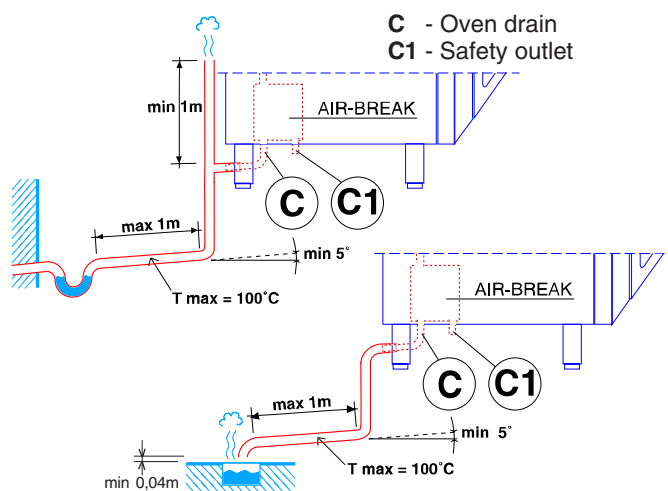 C - Oven drain
C1 - Safety outlet
min 1m
AIR-BREAK
C
C1
max 1m
min 5°
T max = 100°C
AIR-BREAK
C
C1
max 1m
min 5°
T max = 100°C
min 0,04m